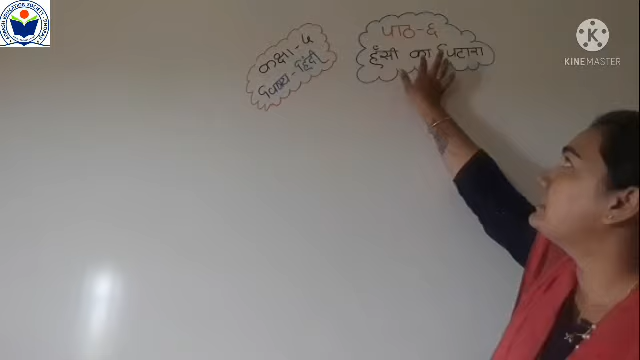 कक्षा-५
विषय-हिंदी
पाठ-६
हँसी का पिटारा
KINEMASTER